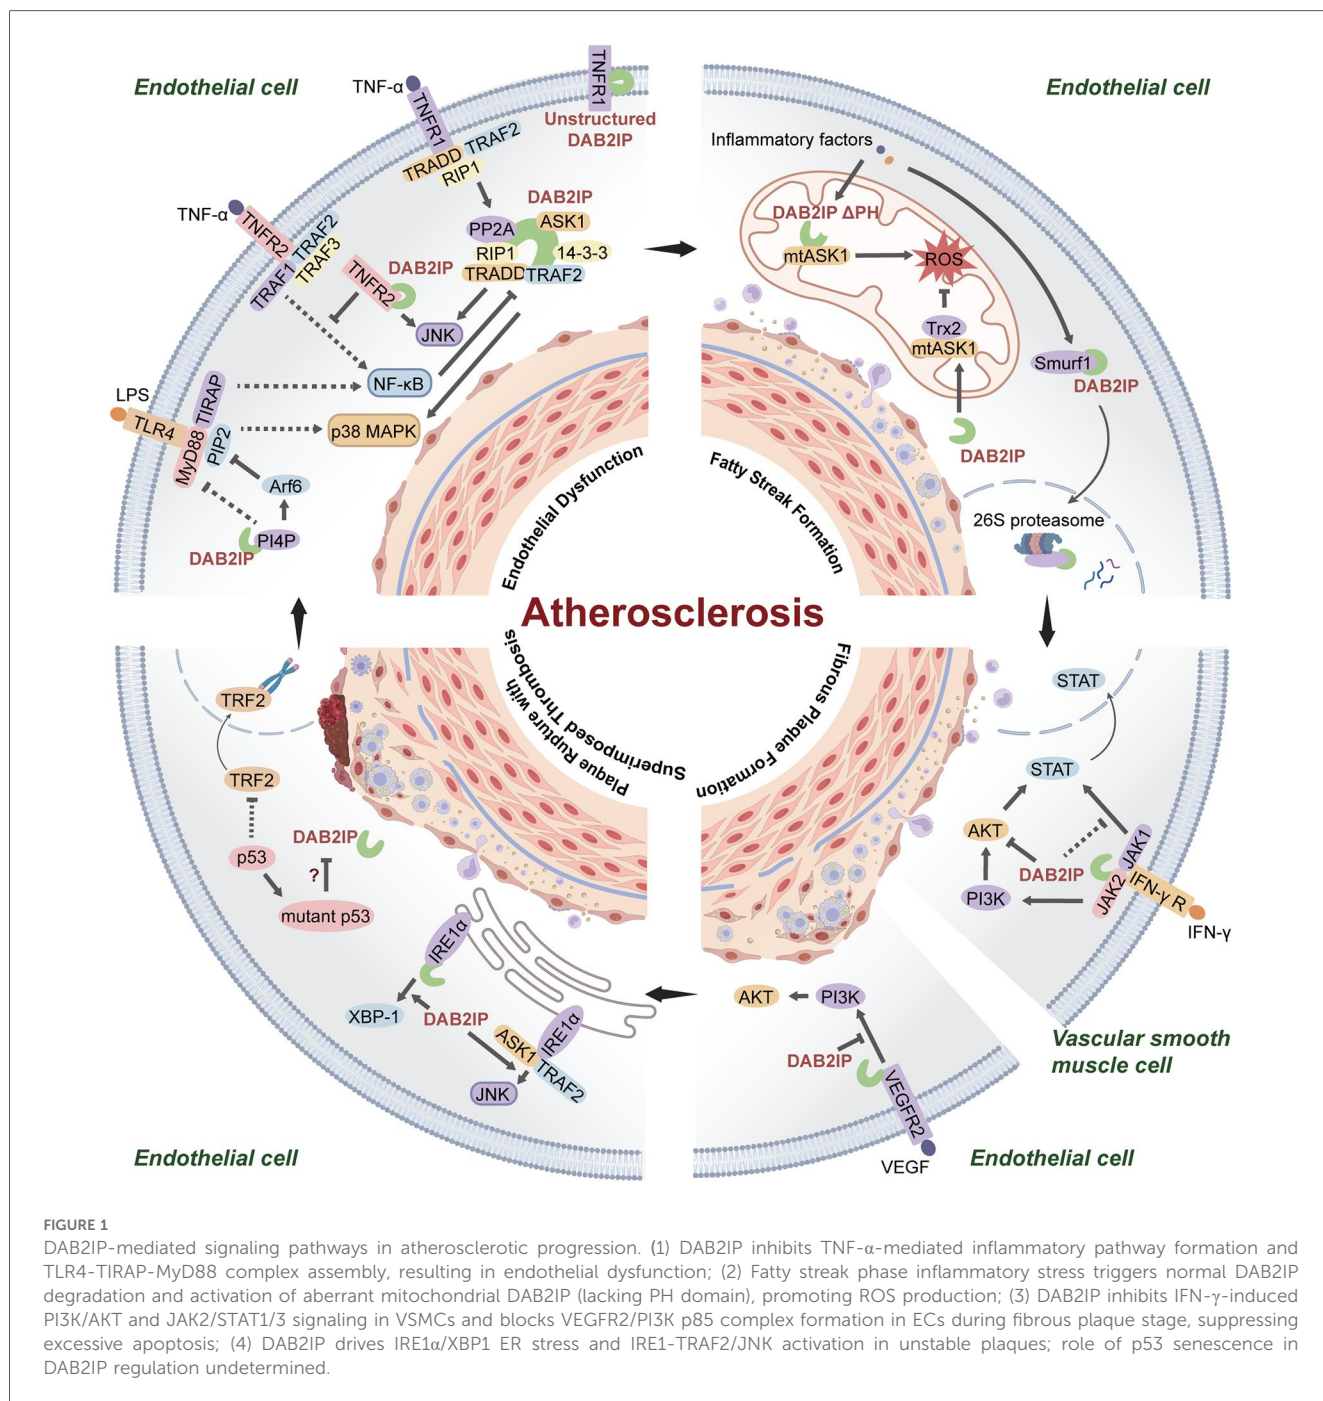 Endothelial cell
TNF-α
TNFR1
TRADD
TRAF2
RIP1
TNFR1
Unstructured
DAB2IP
TNF-α
TNFR2
TRAF1
TRAF2
TRAF3
TNFR2
DAB2IP
DAB2IP
PP2A
ASK1
RIP1
14-3-3
TRADD
TRAF2
JNK
NF-κB
p38 MAPK
LPS
TLR4
MyD88
TIRAP
PIP2
Arf6
PI4P
DAB2IP
Endothelial Dysfunction
Endothelial cell
Inflammatory factors
DAB2IP ΔPH
mtASK1
ROS
Trx2
mtASK1
DAB2IP
Smurf1
DAB2IP
26S proteasome
Fatty Streak Formation
Atherosclerosis
STAT
STAT
AKT
DAB2IP
PI3K
JAK1
JAK2
IFN-γ R
IFN-γ
Vascular smooth
muscle cell
Fibrous Plaque Formation
AKT
PI3K
DAB2IP
VEGFR2
VEGF
Endothelial cell
Plaque Rupture with
Superimposed Thrombosis
TRF2
TRF2
p53
mutant p53
?
DAB2IP
IRE1α
XBP-1
DAB2IP
IRE1α
ASK1
TRAF2
JNK
Endothelial cell
FIGURE 1
DAB2IP-mediated signaling pathways in atherosclerotic progression. (1) DAB2IP inhibits TNF-α-mediated inflammatory pathway formation and
TLR4-TIRAP-MyD88 complex assembly, resulting in endothelial dysfunction; (2) Fatty streak phase inflammatory stress triggers normal DAB2IP
degradation and activation of aberrant mitochondrial DAB2IP (lacking PH domain), promoting ROS production; (3) DAB2IP inhibits IFN-γ-induced
PI3K/AKT and JAK2/STAT1/3 signaling in VSMCs and blocks VEGFR2/PI3K p85 complex formation in ECs during fibrous plaque stage, suppressing
excessive apoptosis; (4) DAB2IP drives IRE1α/XBP1 ER stress and IRE1-TRAF2/JNK activation in unstable plaques; role of p53 senescence in
DAB2IP regulation undetermined.